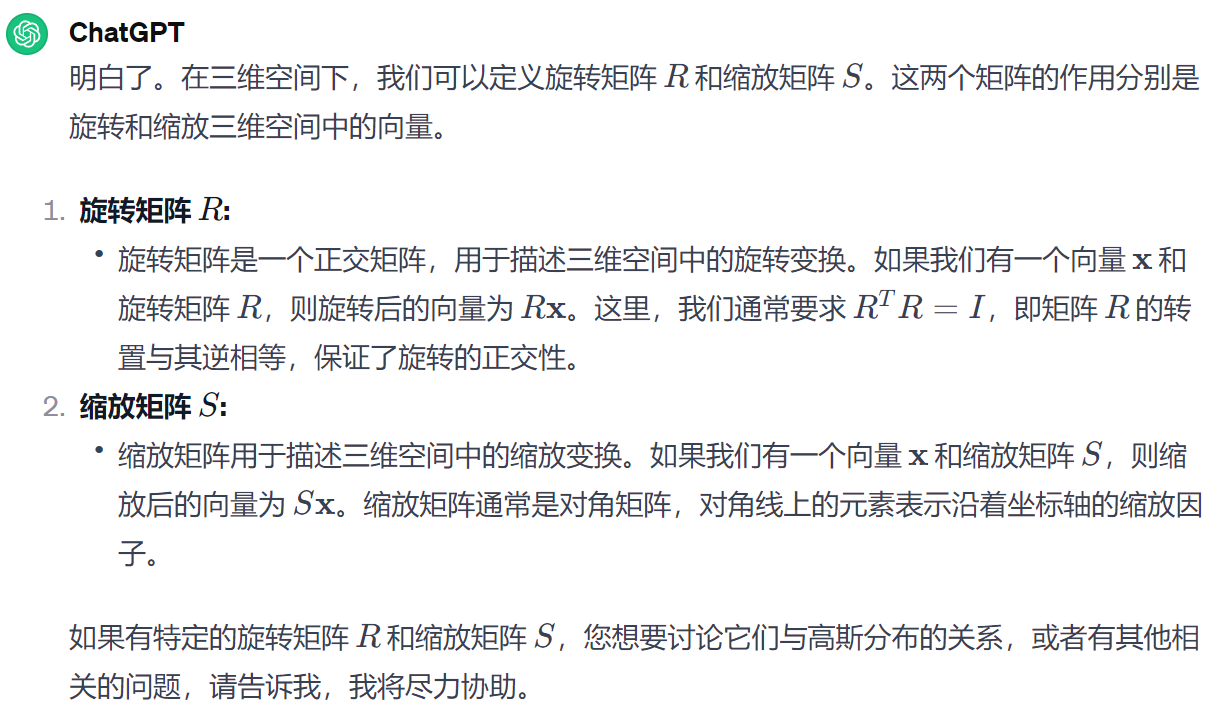 ChatGPT
明白了。在三维空间下，我们可以定义旋转矩阵 R 和缩放矩阵 S。这两个矩阵的作用分别是
旋转和缩放三维空间中的向量。
1. 旋转矩阵 R:
• 旋转矩阵是一个正交矩阵，用于描述三维空间中的旋转变换。如果我们有一个向量 x 和
旋转矩阵 R，则旋转后的向量为 Rx。这里，我们通常要求 R^T R = I，即矩阵 R 的转
置与其逆相等，保证了旋转的正交性。
2. 缩放矩阵 S:
• 缩放矩阵用于描述三维空间中的缩放变换。如果我们有一个向量 x 和缩放矩阵 S，则缩
放后的向量为 Sx。缩放矩阵通常是对角矩阵，对角线上的元素表示沿着坐标轴的缩放因
子。
如果有特定的旋转矩阵 R 和缩放矩阵 S，您想要讨论它们与高斯分布的关系，或者有其他相
关的问题，请告诉我，我将尽力协助。